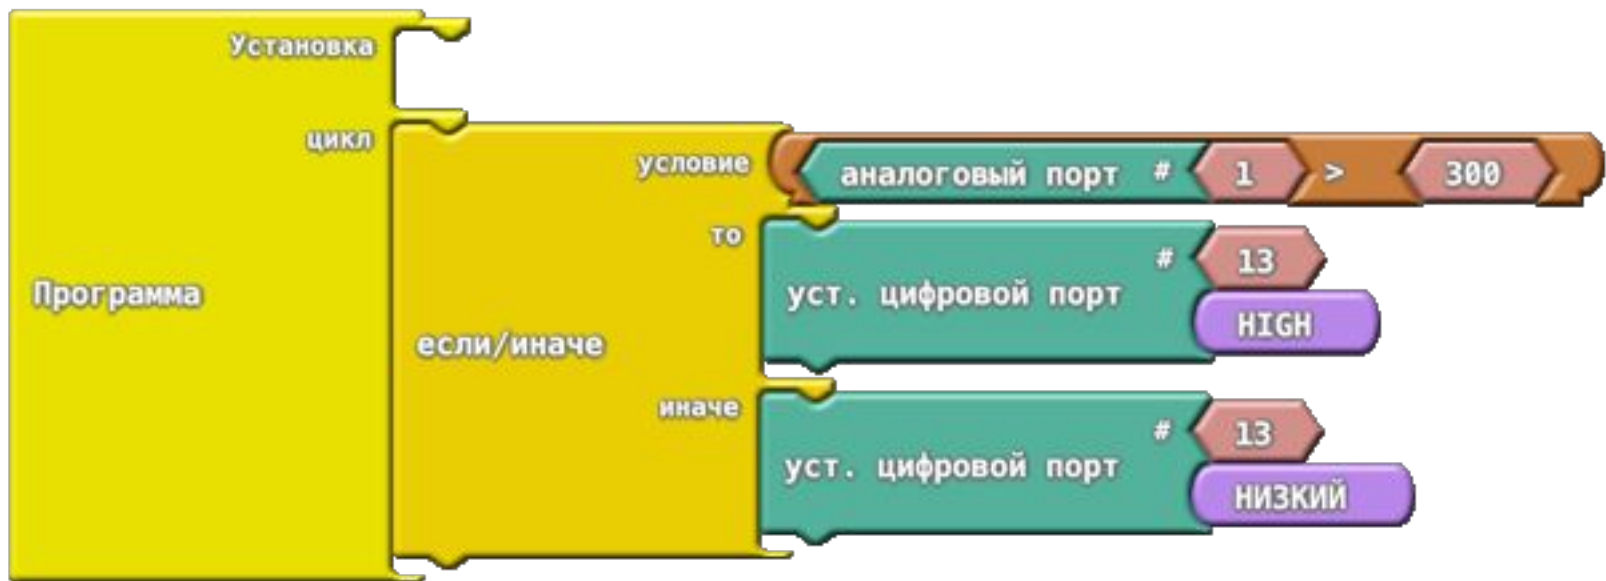 Установка
цикл
условие
аналоговый порт # 1 > 300
то
# 13
уст. цифровой порт
HIGH
Программа
если/иначе
иначе
# 13
уст. цифровой порт
НИЗКИЙ